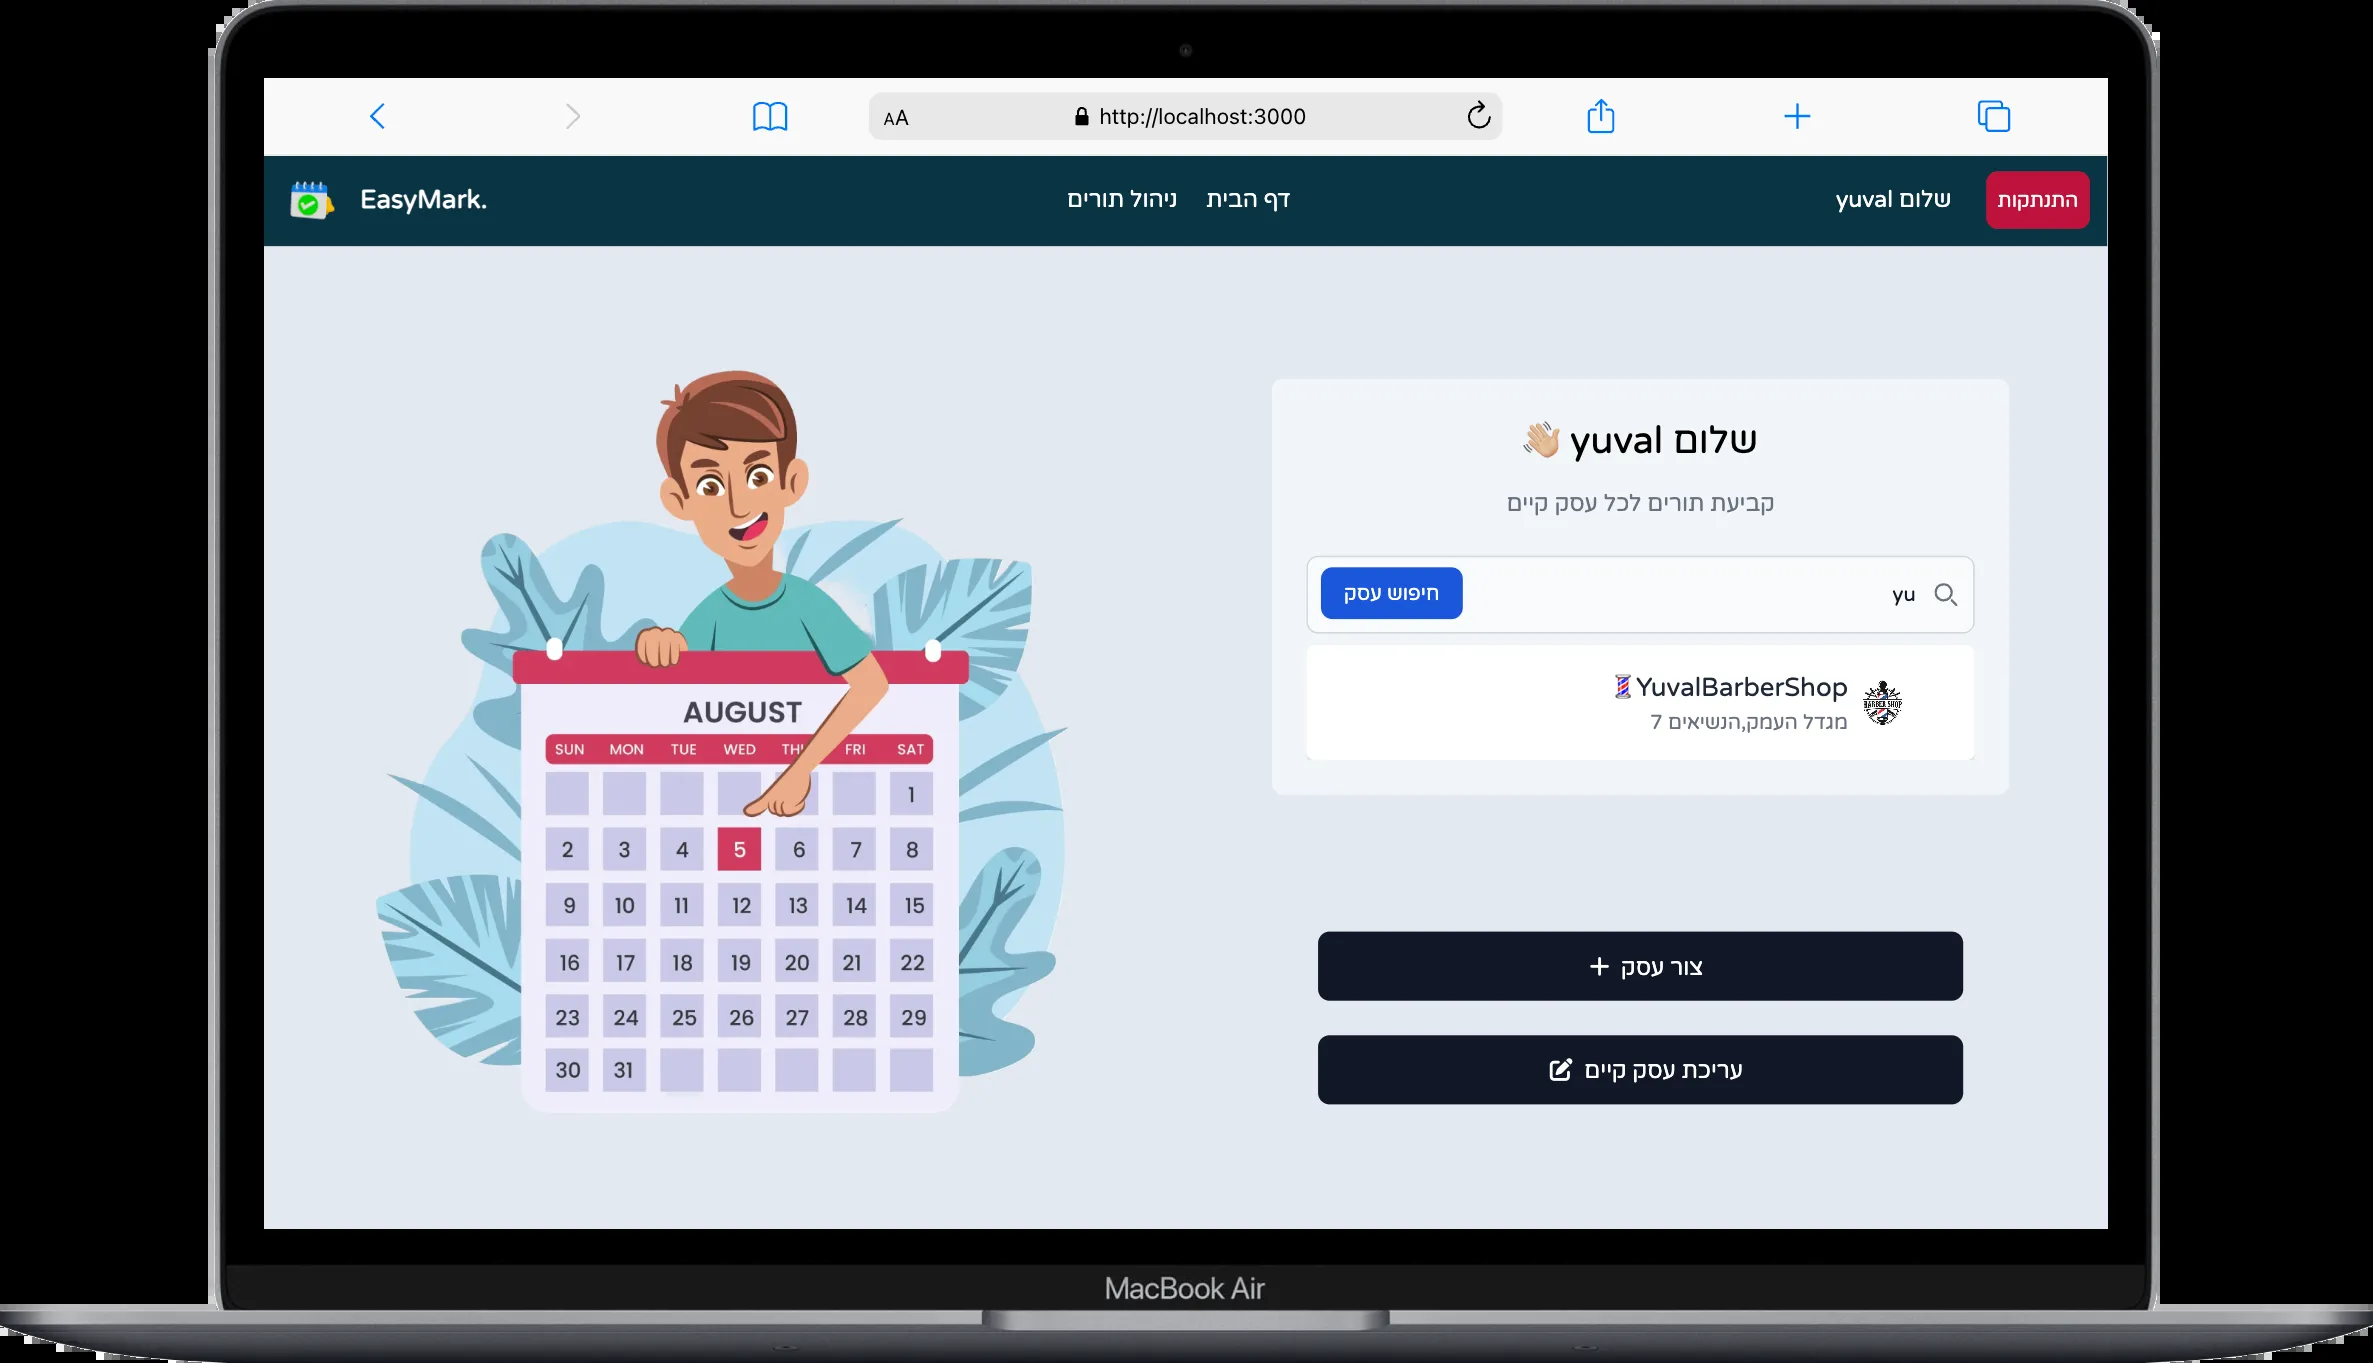 AA
http://localhost:3000
EasyMark.
דף הבית
ניהול תורים
שלום yuval
התנתקות
שלום yuval 👋🏼
קביעת תורים לכל עסק קיים
yu
חיפוש עסק
YuvalBarberShop💈
מגדל העמק,הנשיאים 7
BARBER SHOP
צור עסק +
עריכת עסק קיים
AUGUST
SUN MON TUE WED THU FRI SAT
1
2 3 4 5 6 7 8
9 10 11 12 13 14 15
16 17 18 19 20 21 22
23 24 25 26 27 28 29
30 31
MacBook Air